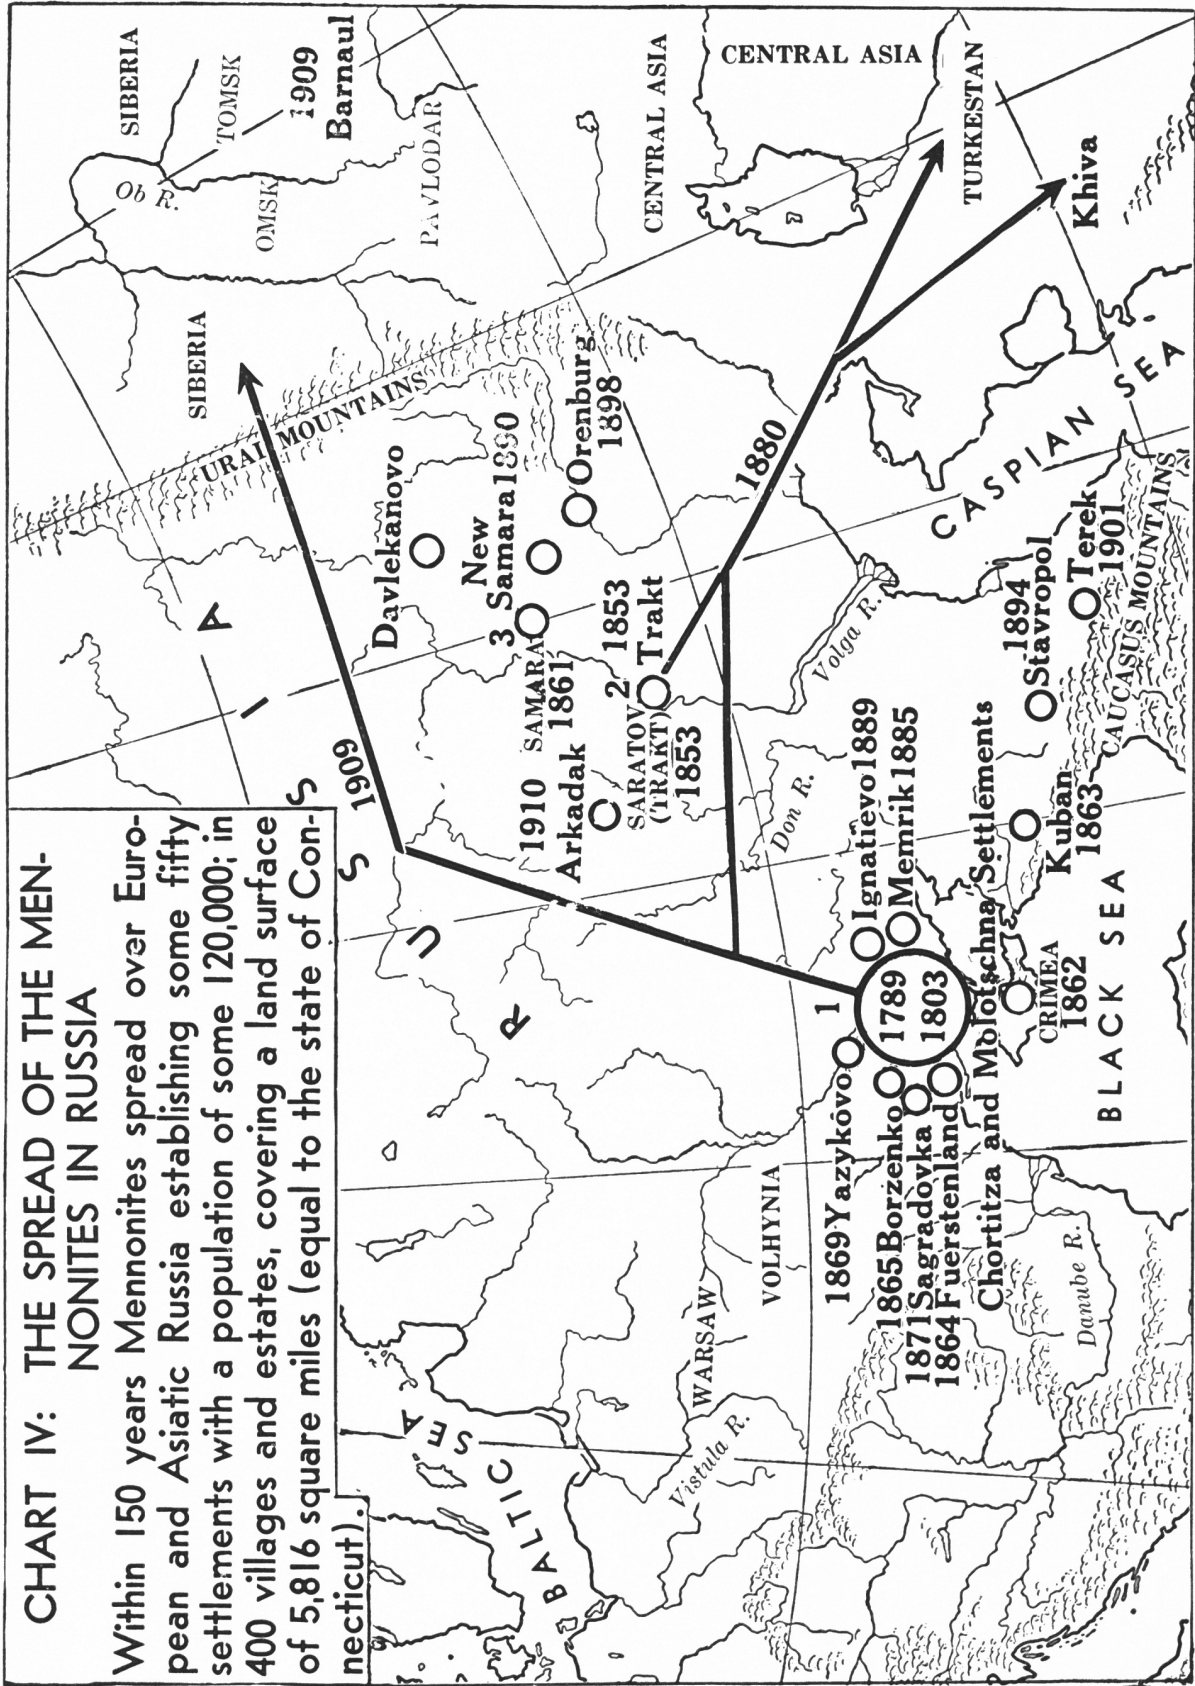 CHART IV: THE SPREAD OF THE MEN-
NONITES IN RUSSIA
Within 150 years Mennonites spread over Euro-
pean and Asiatic Russia establishing some fifty
settlements with a population of some 120,000; in
400 villages and estates, covering a land surface
of 5,816 square miles (equal to the state of Con-
necticut).
SIBERIA
TOMSK
Ob R.
OMSK
1909
Barnaul
PAVLODAR
SIBERIA
URAL MOUNTAINS
CENTRAL ASIA
CENTRAL ASIA
TURKESTAN
Khiva
R U S S I A
1909
Davlekanovo
New
3 Samara 1890
Orenburg
1898
1910 SAMARA
Arkadak 1861
2 1853
Trakt
SARATOV
(TRAKT)
1853
1880
CASPIAN SEA
Volga R.
Don R.
BALTIC SEA
WARSAW
Vistula R.
VOLHYNIA
1
1789
1803
Ignatievo 1889
Memrik 1885
1869 Yazykovo
1865 Borzenko
1871 Sagradovka
1864 Fuerstenland
Chortitza and Molotschna Settlements
CRIMEA
1862
Kuban
1863
1894
Stavropol
Terek
1901
CAUCASUS MOUNTAINS
Danube R.
BLACK SEA